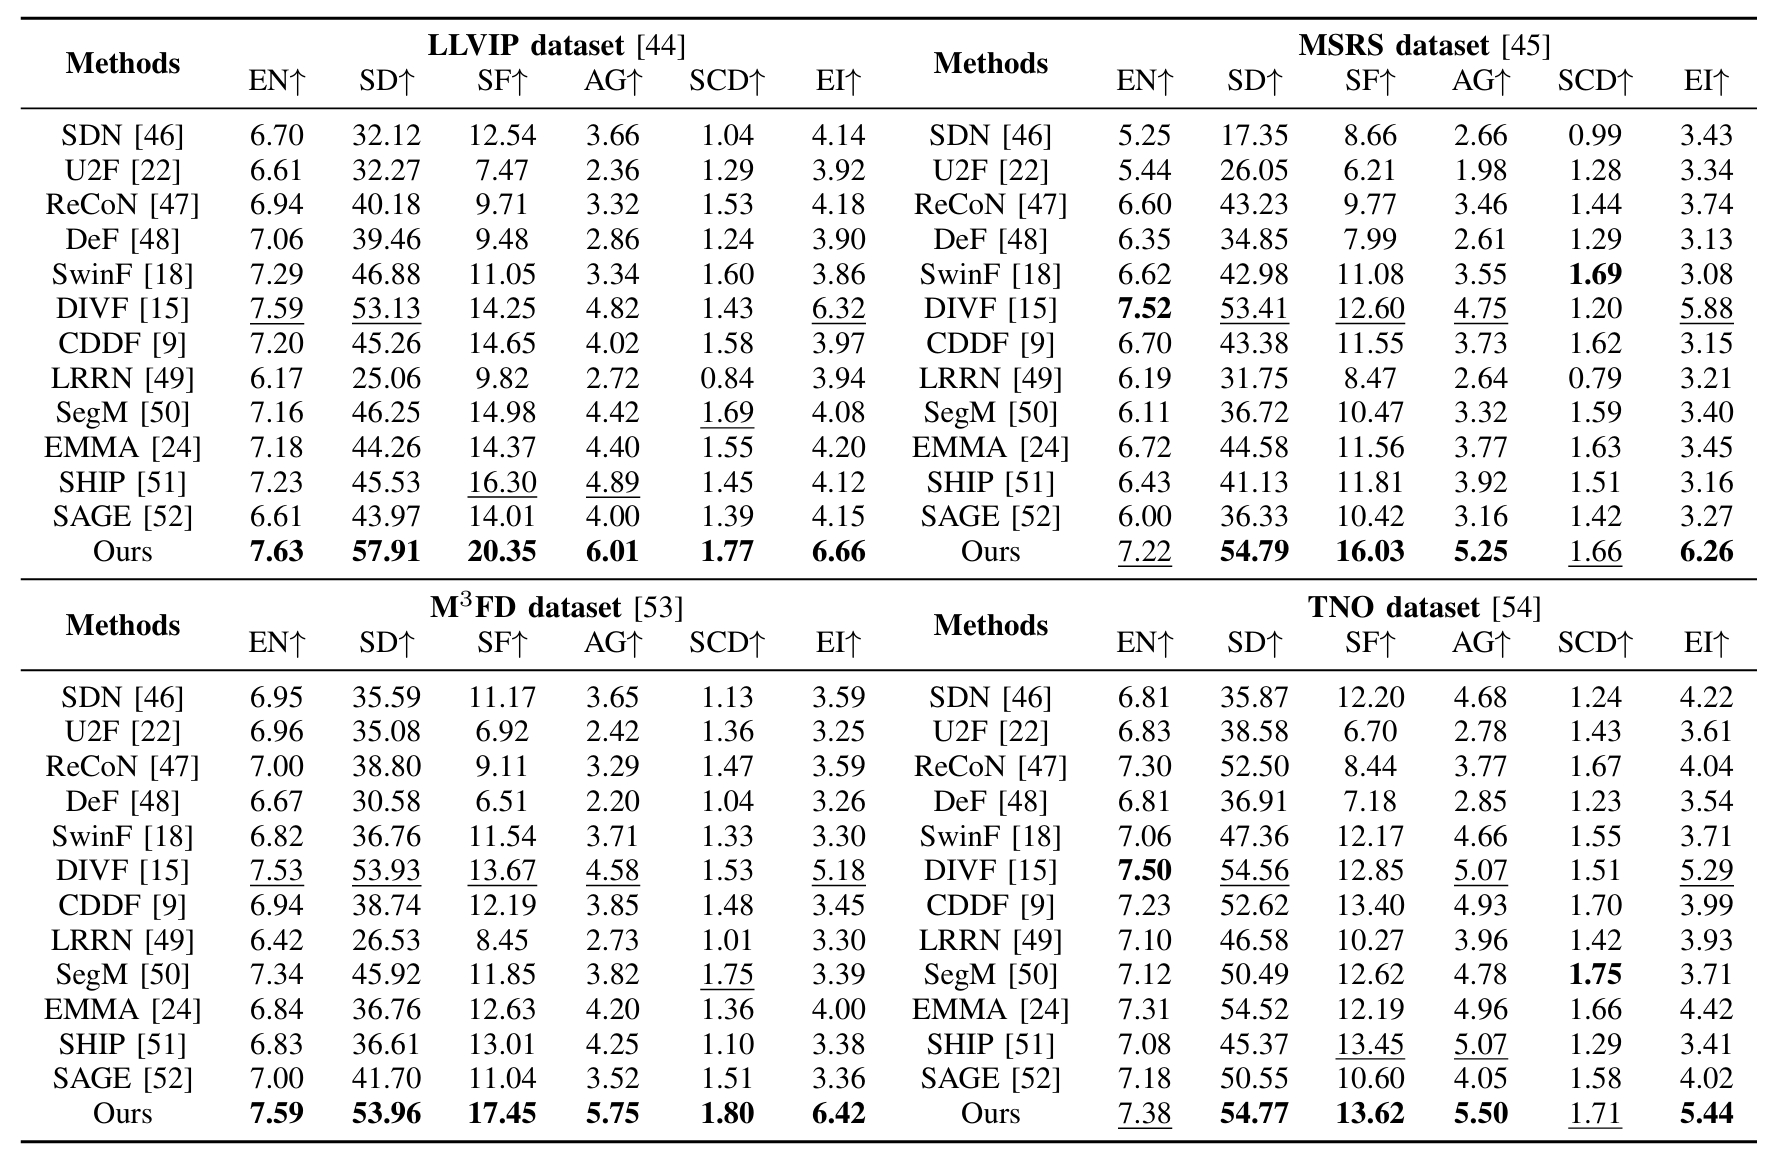 Methods LLVIP dataset [44] Methods MSRS dataset [45]
EN↑ SD↑ SF↑ AG↑ SCD↑ EI↑ EN↑ SD↑ SF↑ AG↑ SCD↑ EI↑
SDN [46] 6.70 32.12 12.54 3.66 1.04 4.14 SDN [46] 5.25 17.35 8.66 2.66 0.99 3.43
U2F [22] 6.61 32.27 7.47 2.36 1.29 3.92 U2F [22] 5.44 26.05 6.21 1.98 1.28 3.34
ReCoN [47] 6.94 40.18 9.71 3.32 1.53 4.18 ReCoN [47] 6.60 43.23 9.77 3.46 1.44 3.74
DeF [48] 7.06 39.46 9.48 2.86 1.24 3.90 DeF [48] 6.35 34.85 7.99 2.61 1.29 3.13
SwinF [18] 7.29 46.88 11.05 3.34 1.60 3.86 SwinF [18] 6.62 42.98 11.08 3.55 1.69 3.08
DIVF [15] 7.59 53.13 14.25 4.82 1.43 6.32 DIVF [15] 7.52 53.41 12.60 4.75 1.20 5.88
CDDF [9] 7.20 45.26 14.65 4.02 1.58 3.97 CDDF [9] 6.70 43.38 11.55 3.73 1.62 3.15
LRRN [49] 6.17 25.06 9.82 2.72 0.84 3.94 LRRN [49] 6.19 31.75 8.47 2.64 0.79 3.21
SegM [50] 7.16 46.25 14.98 4.42 1.69 4.08 SegM [50] 6.11 36.72 10.47 3.32 1.59 3.40
EMMA [24] 7.18 44.26 14.37 4.40 1.55 4.20 EMMA [24] 6.72 44.58 11.56 3.77 1.63 3.45
SHIP [51] 7.23 45.53 16.30 4.89 1.45 4.12 SHIP [51] 6.43 41.13 11.81 3.92 1.51 3.16
SAGE [52] 6.61 43.97 14.01 4.00 1.39 4.15 SAGE [52] 6.00 36.33 10.42 3.16 1.42 3.27
Ours 7.63 57.91 20.35 6.01 1.77 6.66 Ours 7.22 54.79 16.03 5.25 1.66 6.26
Methods M³FD dataset [53] Methods TNO dataset [54]
EN↑ SD↑ SF↑ AG↑ SCD↑ EI↑ EN↑ SD↑ SF↑ AG↑ SCD↑ EI↑
SDN [46] 6.95 35.59 11.17 3.65 1.13 3.59 SDN [46] 6.81 35.87 12.20 4.68 1.24 4.22
U2F [22] 6.96 35.08 6.92 2.42 1.36 3.25 U2F [22] 6.83 38.58 6.70 2.78 1.43 3.61
ReCoN [47] 7.00 38.80 9.11 3.29 1.47 3.59 ReCoN [47] 7.30 52.50 8.44 3.77 1.67 4.04
DeF [48] 6.67 30.58 6.51 2.20 1.04 3.26 DeF [48] 6.81 36.91 7.18 2.85 1.23 3.54
SwinF [18] 6.82 36.76 11.54 3.71 1.33 3.30 SwinF [18] 7.06 47.36 12.17 4.66 1.55 3.71
DIVF [15] 7.53 53.93 13.67 4.58 1.53 5.18 DIVF [15] 7.50 54.56 12.85 5.07 1.51 5.29
CDDF [9] 6.94 38.74 12.19 3.85 1.48 3.45 CDDF [9] 7.23 52.62 13.40 4.93 1.70 3.99
LRRN [49] 6.42 26.53 8.45 2.73 1.01 3.30 LRRN [49] 7.10 46.58 10.27 3.96 1.42 3.93
SegM [50] 7.34 45.92 11.85 3.82 1.75 3.39 SegM [50] 7.12 50.49 12.62 4.78 1.75 3.71
EMMA [24] 6.84 36.76 12.63 4.20 1.36 4.00 EMMA [24] 7.31 54.52 12.19 4.96 1.66 4.42
SHIP [51] 6.83 36.61 13.01 4.25 1.10 3.38 SHIP [51] 7.08 45.37 13.45 5.07 1.29 3.41
SAGE [52] 7.00 41.70 11.04 3.52 1.51 3.36 SAGE [52] 7.18 50.55 10.60 4.05 1.58 4.02
Ours 7.59 53.96 17.45 5.75 1.80 6.42 Ours 7.38 54.77 13.62 5.50 1.71 5.44